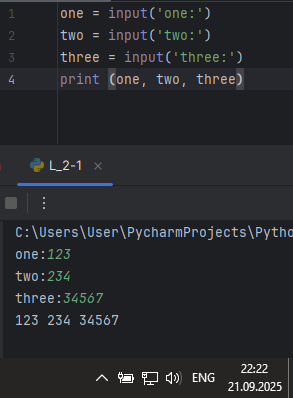 1 one = input('one:')
2 two = input('two:')
3 three = input('three:')
4 print (one, two, three)
L_2-1 ×
C:\Users\User\PycharmProjects\Pytho
one:123
two:234
three:34567
123 234 34567
ENG
22:22
21.09.2025